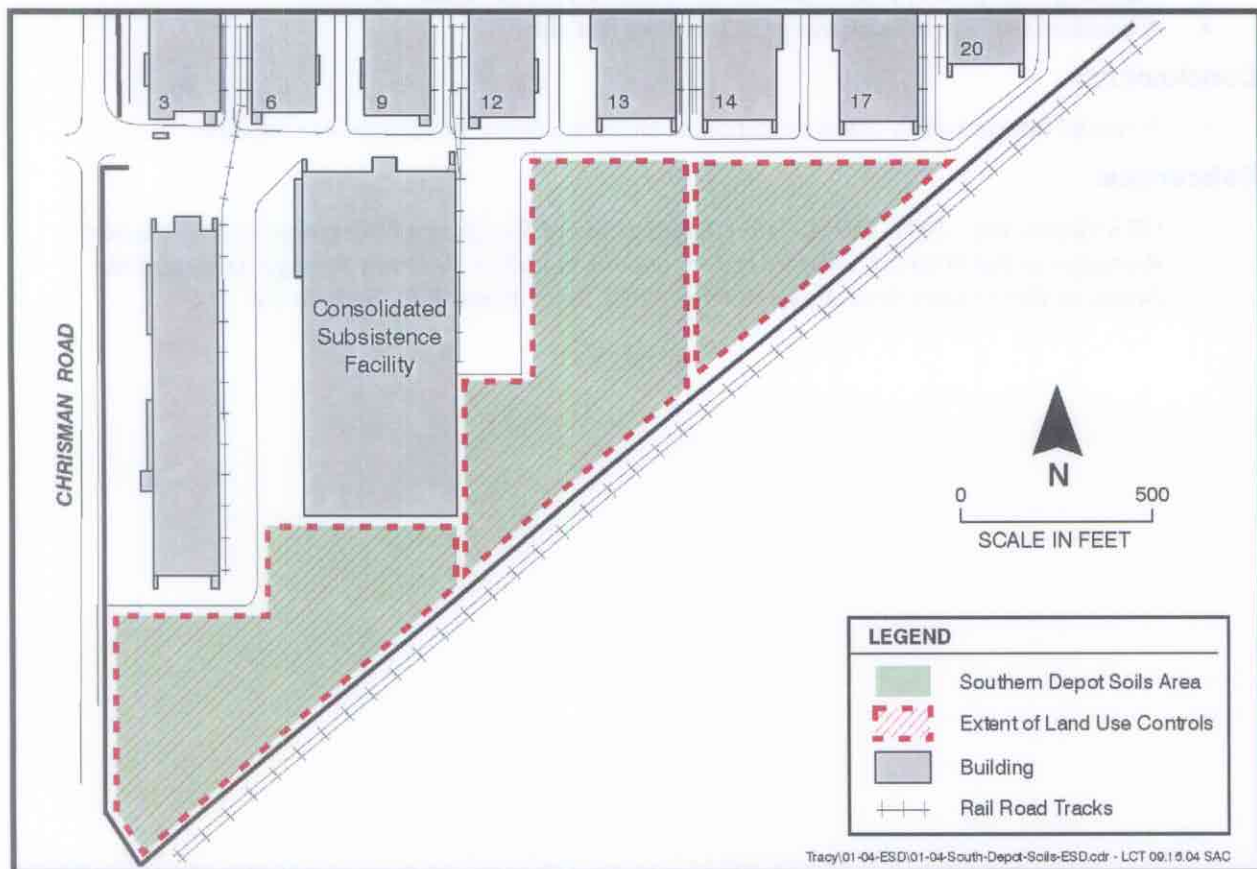 3
6
9
12
13
14
17
20
Consolidated
Subsistence
Facility
CHRISMAN ROAD
N
0 500
SCALE IN FEET
LEGEND
Southern Depot Soils Area
Extent of Land Use Controls
Building
Rail Road Tracks
Tracy\01-04-ESD\01-04-South-Depot-Soils-ESD.cdr - LCT 09.15.04 SAC